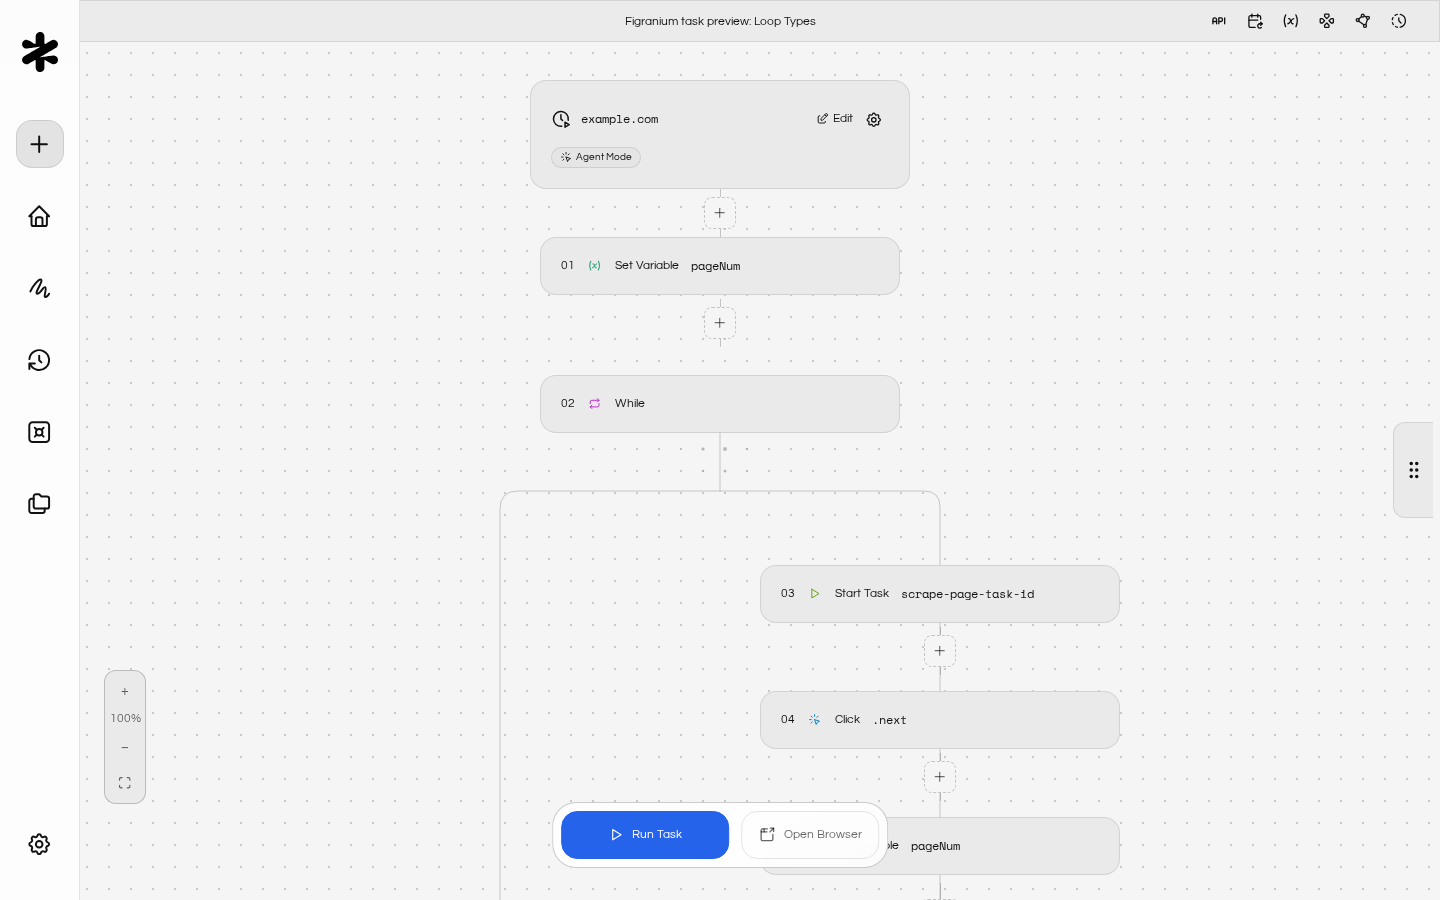 Figranium task preview: Loop Types
API
example.com
Edit
Agent Mode
01 (x) Set Variable pageNum
02 While
03 Start Task scrape-page-task-id
04 Click .next
100%
Run Task
Open Browser
pageNum